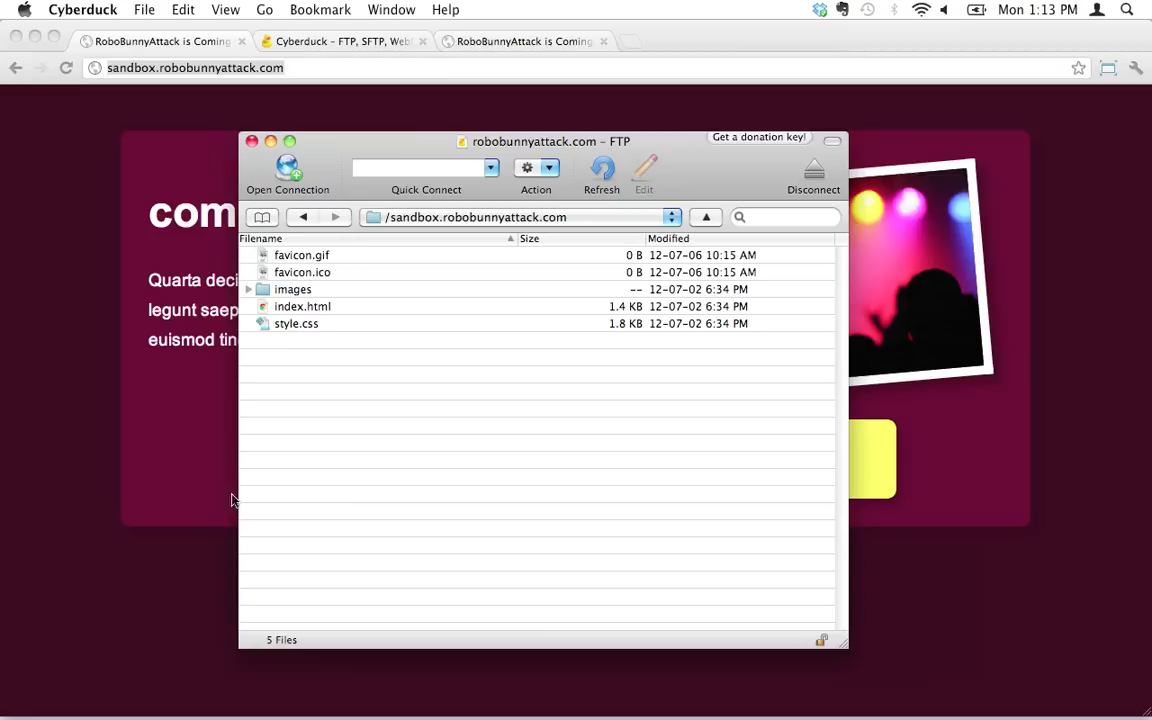 Cyberduck File Edit View Go Bookmark Window Help Mon 1:13 PM
RoboBunnyAttack is Coming Cyberduck – FTP, SFTP, Web RoboBunnyAttack is Coming
sandbox.robobunnyattack.com
robobunnyattack.com – FTP Get a donation key!
Open Connection Quick Connect Action Refresh Edit Disconnect
/sandbox.robobunnyattack.com
Filename Size Modified
favicon.gif 0 B 12-07-06 10:15 AM
favicon.ico 0 B 12-07-06 10:15 AM
images -- 12-07-02 6:34 PM
index.html 1.4 KB 12-07-02 6:34 PM
style.css 1.8 KB 12-07-02 6:34 PM
5 Files
com
Quarta deci
legunt saep
euismod tin